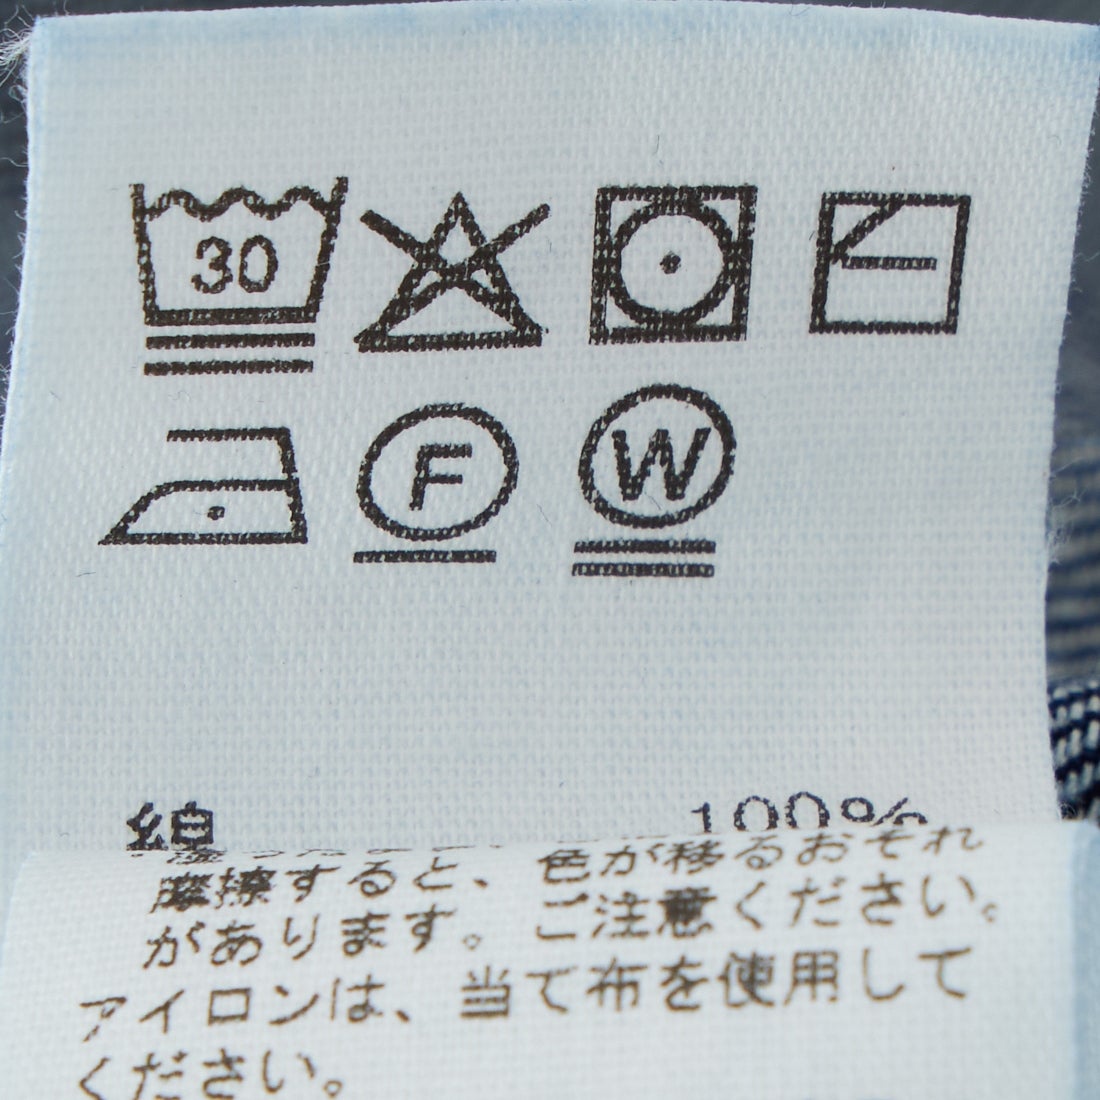 30
F W
綿 100%
摩擦すると、色が移るおそれ
があります。ご注意ください。
アイロンは、当て布を使用して
ください。